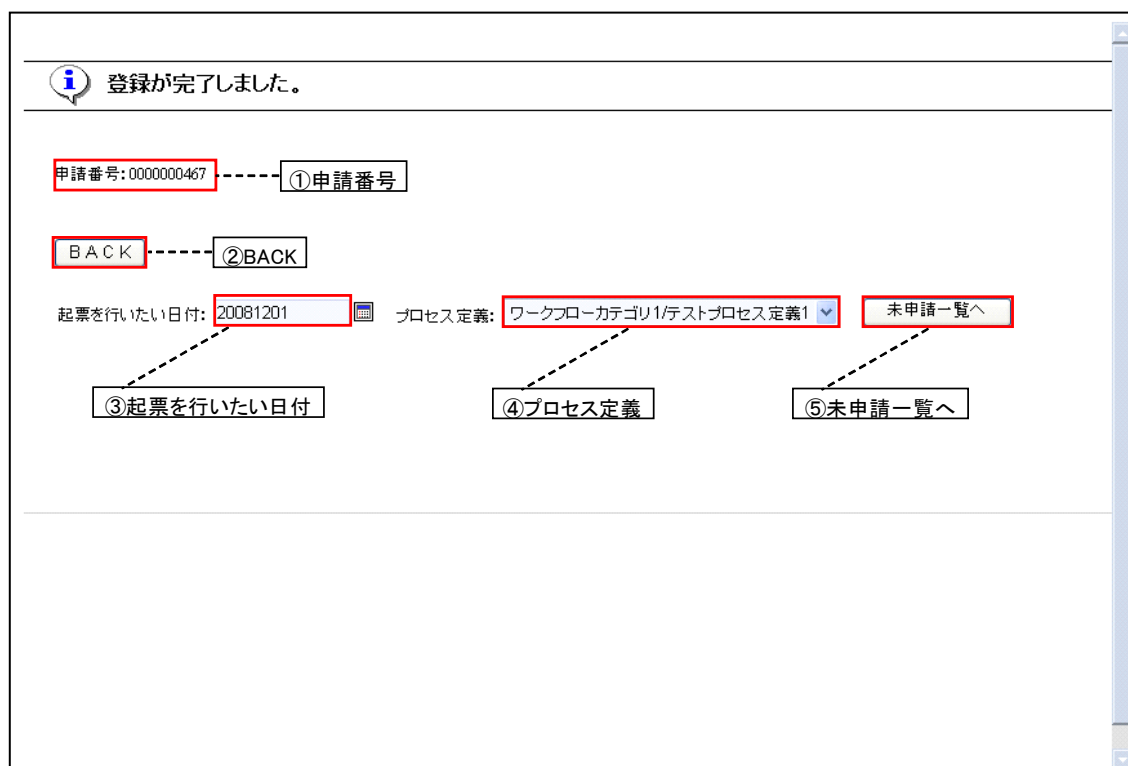 登録が完了しました。
申請番号:0000000467
①申請番号
BACK
②BACK
起票を行いたい日付: 20081201 プロセス定義: ワークフローカテゴリ1/テストプロセス定義1 未申請一覧へ
③起票を行いたい日付 ④プロセス定義 ⑤未申請一覧へ